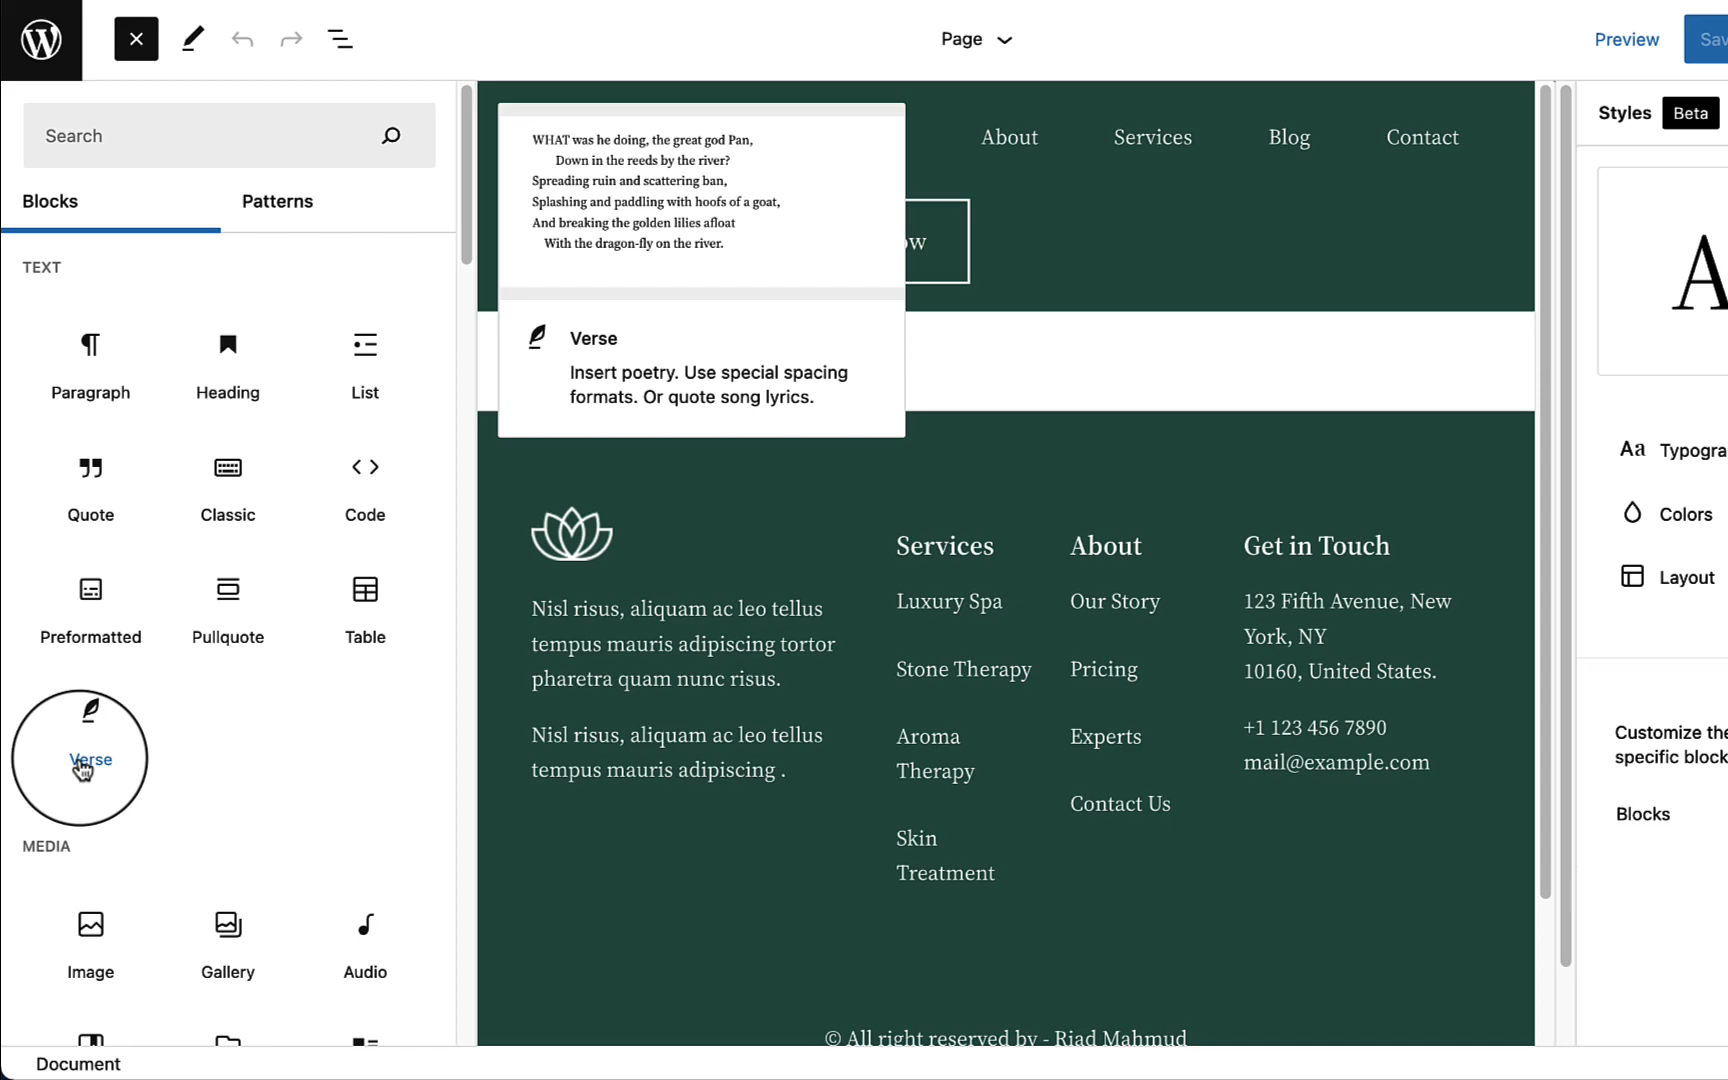 Page
Preview
Search
Blocks
Patterns
TEXT
Paragraph
Heading
List
Quote
Classic
Code
Preformatted
Pullquote
Table
Verse
MEDIA
Image
Gallery
Audio
Document
WHAT was he doing, the great god Pan,
Down in the reeds by the river?
Spreading ruin and scattering ban,
Splashing and paddling with hoofs of a goat,
And breaking the golden lilies afloat
With the dragon-fly on the river.
Verse
Insert poetry. Use special spacing
formats. Or quote song lyrics.
About
Services
Blog
Contact
Nisl risus, aliquam ac leo tellus
tempus mauris adipiscing tortor
pharetra quam nunc risus.
Nisl risus, aliquam ac leo tellus
tempus mauris adipiscing .
Services
Luxury Spa
Stone Therapy
Aroma
Therapy
Skin
Treatment
About
Our Story
Pricing
Experts
Contact Us
Get in Touch
123 Fifth Avenue, New
York, NY
10160, United States.
+1 123 456 7890
mail@example.com
© All right reserved by - Riad Mahmud
Styles
Beta
A
Aa
Colors
Layout
Customize
specific
Blocks